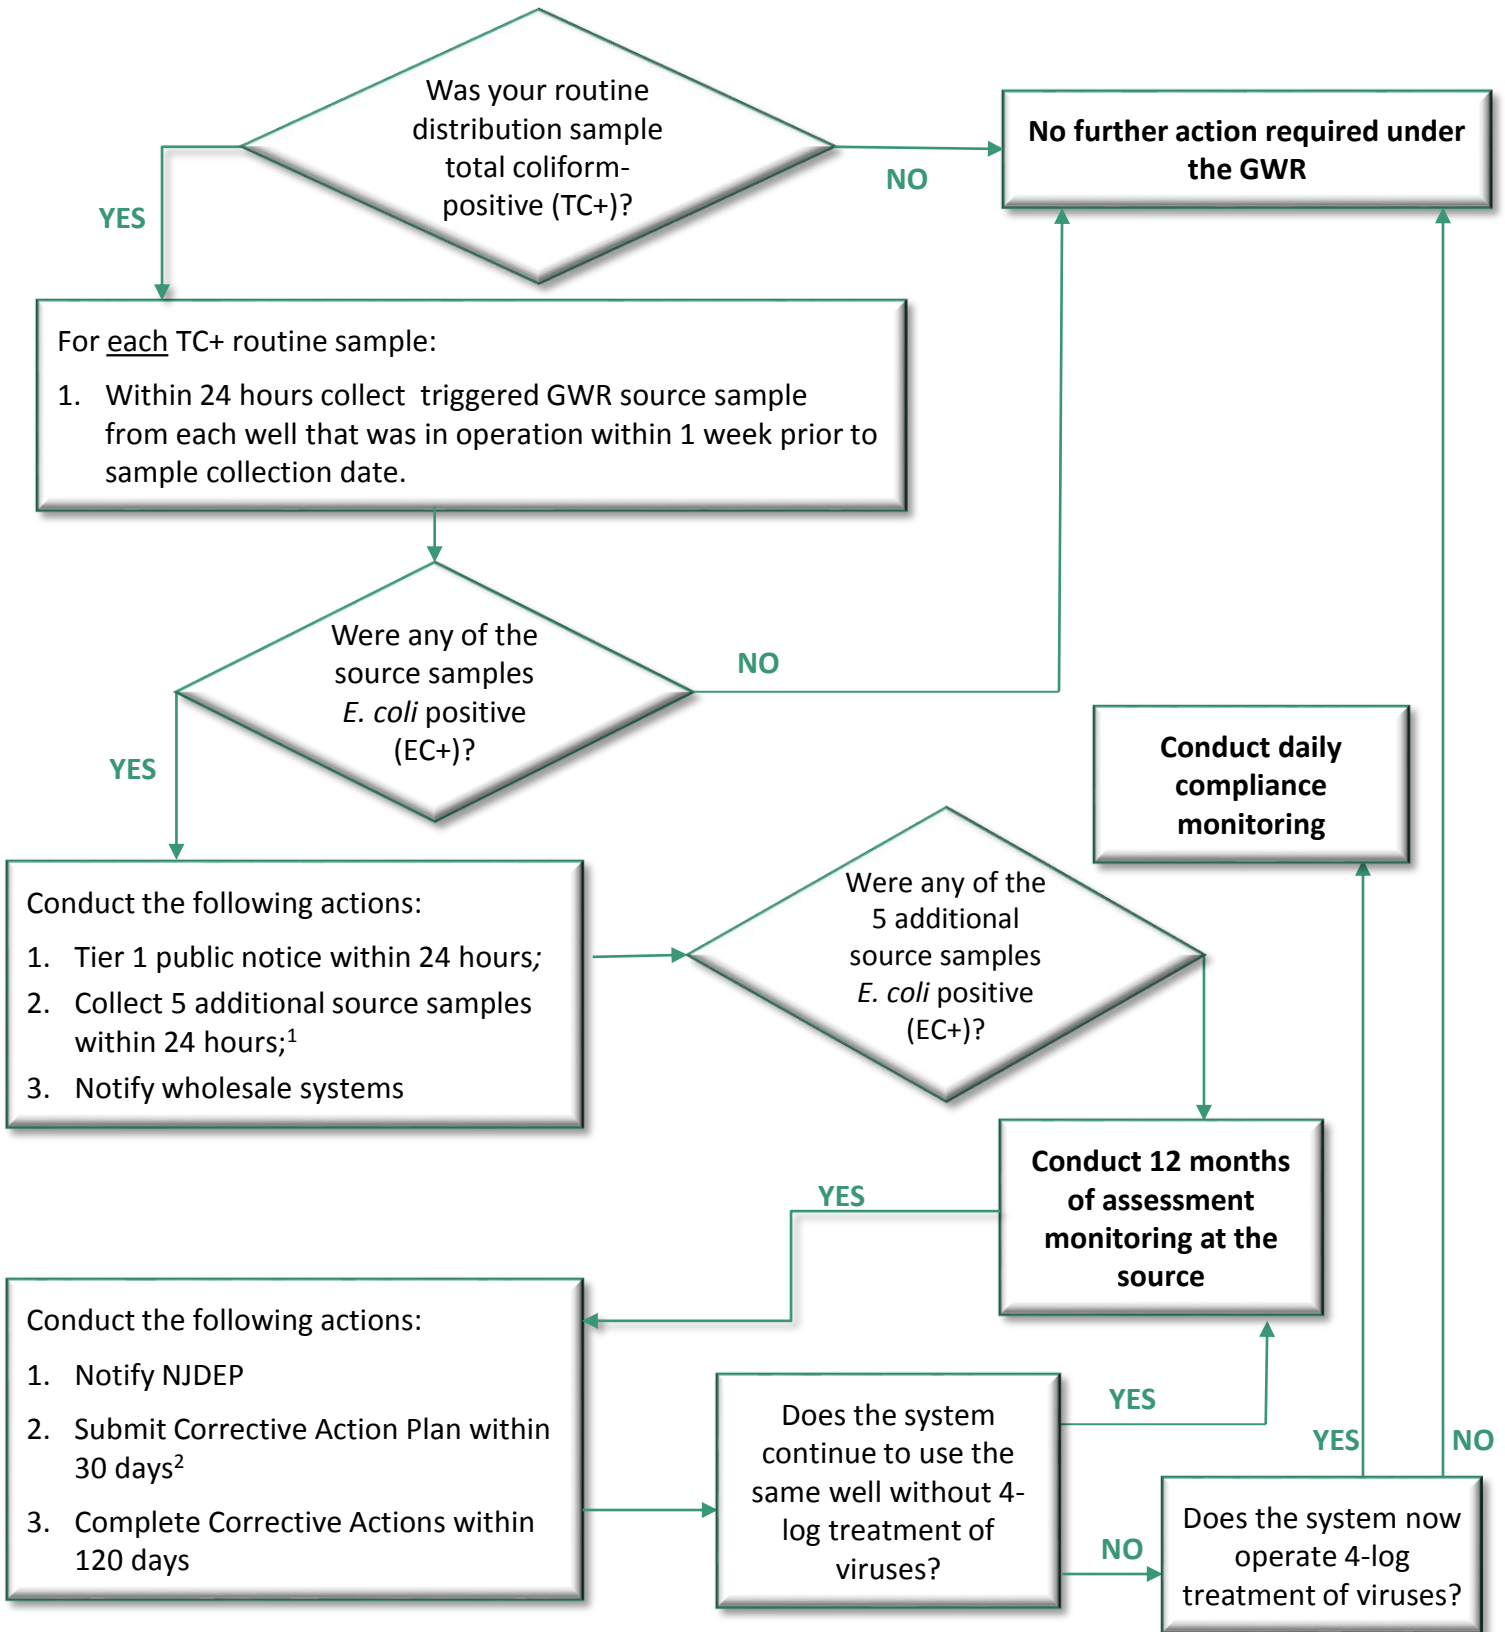 Was your routine
distribution sample
total coliform-
positive (TC+)?
NO
No further action required under
the GWR
YES
For each TC+ routine sample:
1. Within 24 hours collect triggered GWR source sample
from each well that was in operation within 1 week prior to
sample collection date.
Were any of the
source samples
E. coli positive
(EC+)?
NO
YES
Conduct daily
compliance
monitoring
Conduct the following actions:
1. Tier 1 public notice within 24 hours;
2. Collect 5 additional source samples
within 24 hours;1
3. Notify wholesale systems
Were any of the
5 additional
source samples
E. coli positive
(EC+)?
Conduct 12 months
of assessment
monitoring at the
source
YES
Conduct the following actions:
1. Notify NJDEP
2. Submit Corrective Action Plan within
30 days2
3. Complete Corrective Actions within
120 days
Does the system
continue to use the
same well without 4-
log treatment of
viruses?
YES
NO
Does the system now
operate 4-log
treatment of viruses?
YES
NO